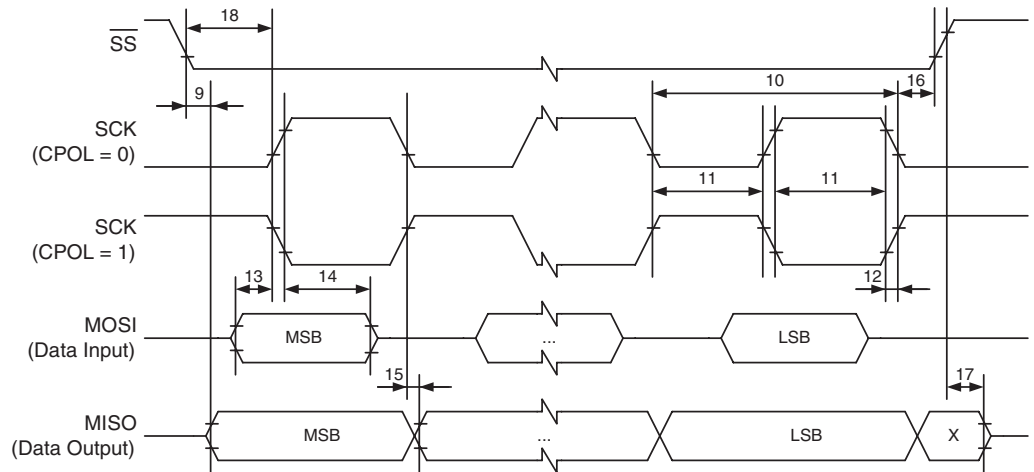 18
SS
9
10
16
SCK
(CPOL = 0)
11
11
SCK
(CPOL = 1)
13
14
12
MOSI
(Data Input)
MSB
...
LSB
15
17
MISO
(Data Output)
MSB
...
LSB
X